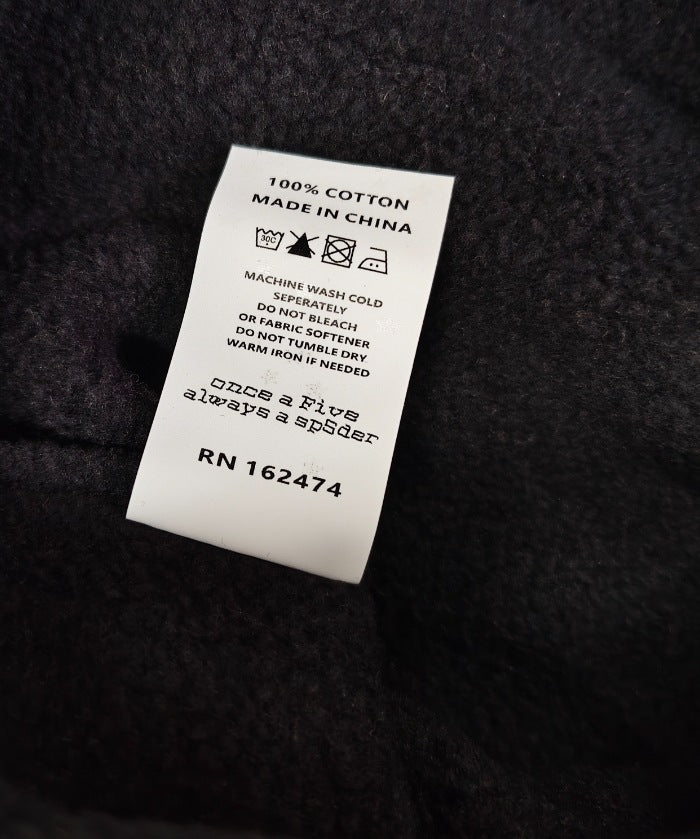 100% COTTON
MADE IN CHINA
30C
MACHINE WASH COLD
SEPERATELY
DO NOT BLEACH
OR FABRIC SOFTENER
DO NOT TUMBLE DRY
WARM IRON IF NEEDED
once a Five
always a sp5der
RN 162474